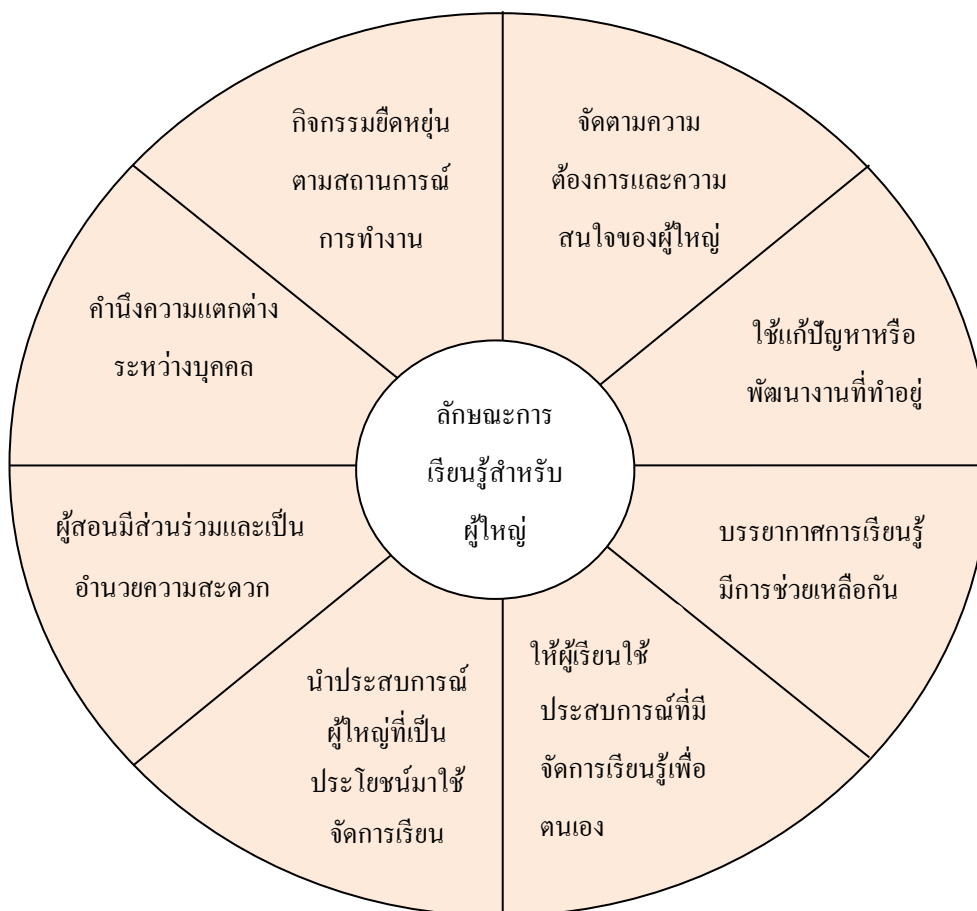 กิจกรรมยืดหยุ่น
ตามสถานการณ์
การทำงาน
จัดตามความ
ต้องการและความ
สนใจของผู้ใหญ่
คำนึงความแตกต่าง
ระหว่างบุคคล
ใช้แก้ปัญหาหรือ
พัฒนางานที่ทำอยู่
ลักษณะการ
เรียนรู้สำหรับ
ผู้ใหญ่
ผู้สอนมีส่วนร่วมและเป็น
อำนวยความสะดวก
บรรยากาศการเรียนรู้
มีการช่วยเหลือกัน
นำประสบการณ์
ผู้ใหญ่ที่เป็น
ประโยชน์มาใช้
จัดการเรียน
ให้ผู้เรียนใช้
ประสบการณ์ที่มี
จัดการเรียนรู้เพื่อ
ตนเอง